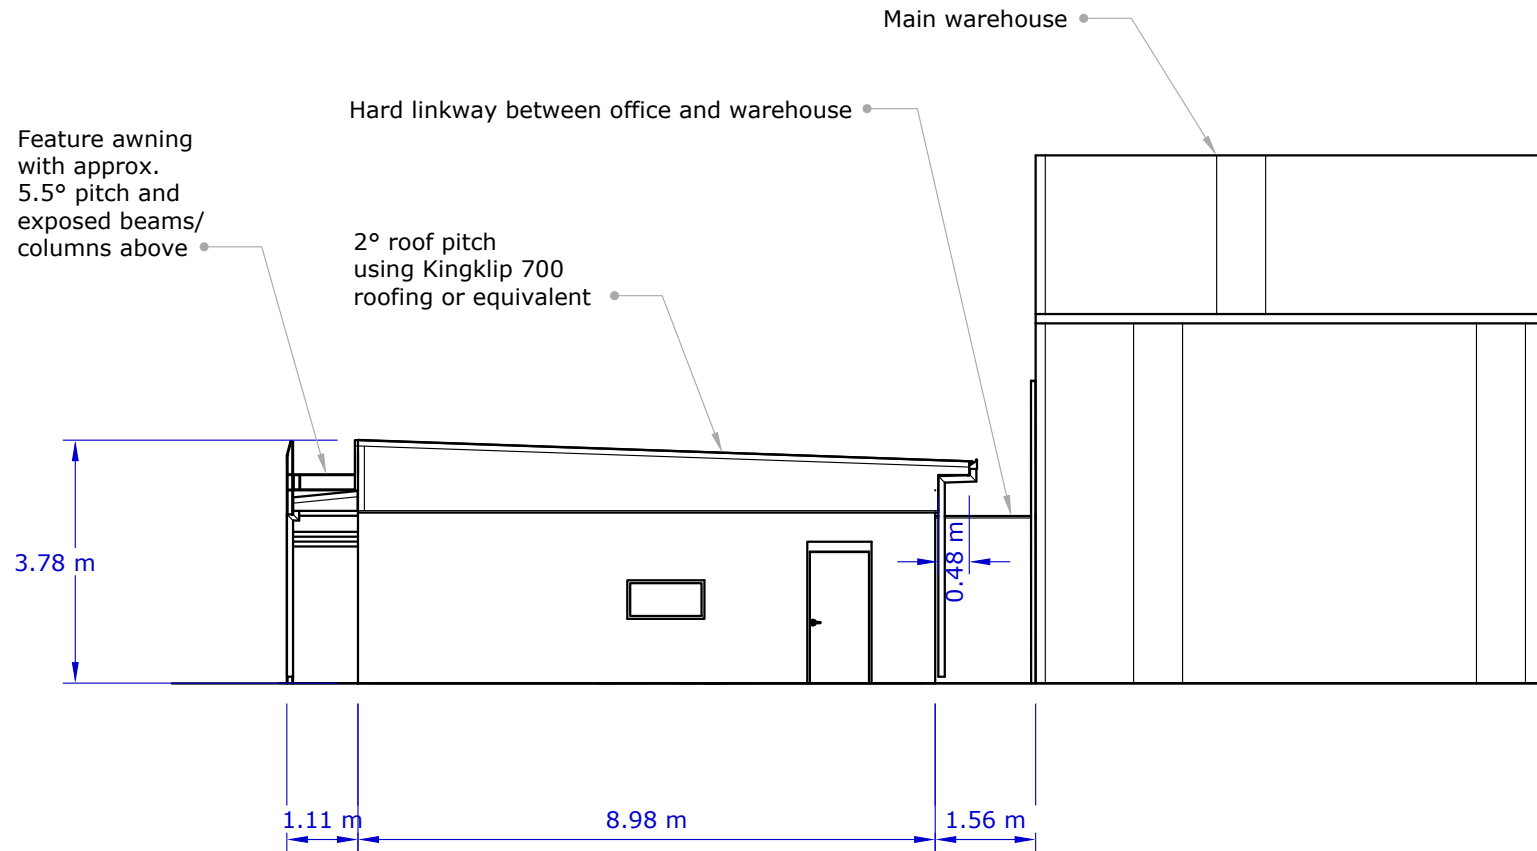 Main warehouse
Hard linkway between office and warehouse
Feature awning
with approx.
5.5° pitch and
exposed beams/
columns above
2° roof pitch
using Kingklip 700
roofing or equivalent
3.78 m
0.48 m
1.11 m
8.98 m
1.56 m